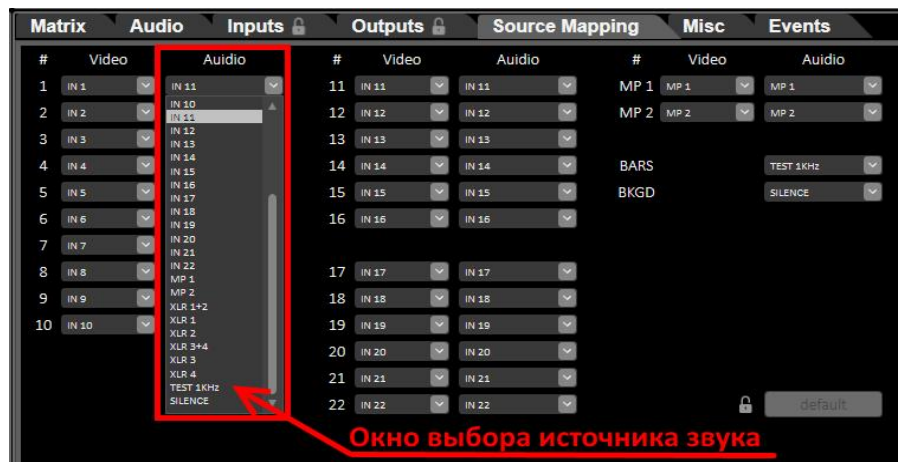 Matrix Audio Inputs Outputs Source Mapping Misc Events
# Video Auidio # Video Auidio # Video Auidio
1 IN 1 IN 11 11 IN 11 IN 11 MP 1 MP 1 MP 1
IN 10
IN 11
2 IN 2 12 IN 12 IN 12 MP 2 MP 2 MP 2
IN 12
3 IN 3 IN 13 13 IN 13 IN 13
IN 14
4 IN 4 IN 15 14 IN 14 IN 14 BARS TEST 1KHz
IN 16
5 IN 5 IN 17 15 IN 15 IN 15 BKGD SILENCE
IN 18
6 IN 6 IN 19 16 IN 16 IN 16
IN 20
7 IN 7 IN 21
IN 22
8 IN 8 MP 1 17 IN 17 IN 17
MP 2
9 IN 9 XLR 1+2 18 IN 18 IN 18
XLR 1
10 IN 10 XLR 2 19 IN 19 IN 19
XLR 3+4
20 IN 20 IN 20
XLR 3
XLR 4
21 IN 21 IN 21
TEST 1KHz
SILENCE
22 IN 22 IN 22 default
Окно выбора источника звука